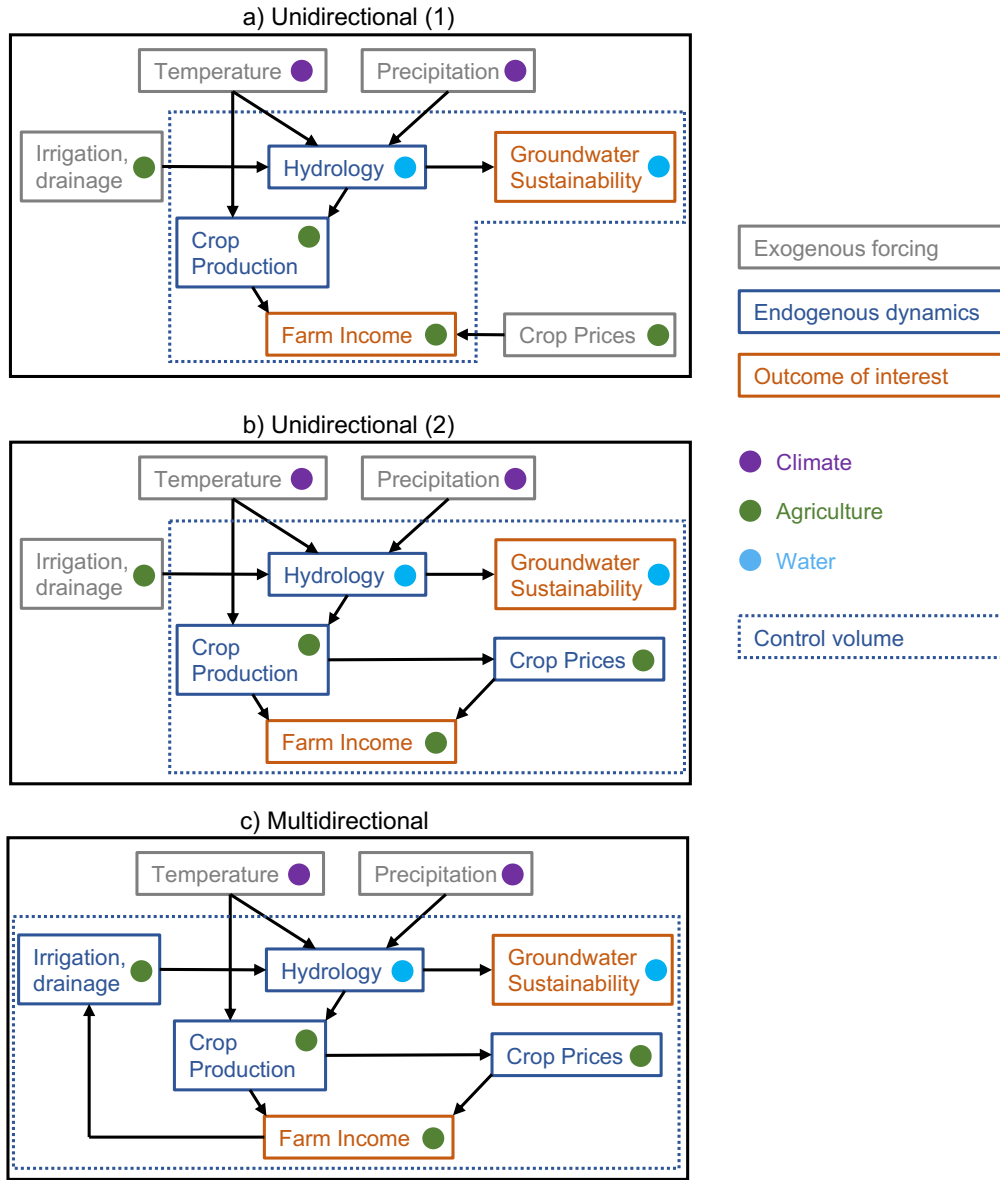 a) Unidirectional (1)
Temperature
Precipitation
Irrigation,
drainage
Hydrology
Groundwater
Sustainability
Crop
Production
Farm Income
Crop Prices
b) Unidirectional (2)
Temperature
Precipitation
Irrigation,
drainage
Hydrology
Groundwater
Sustainability
Crop
Production
Crop Prices
Farm Income
c) Multidirectional
Temperature
Precipitation
Irrigation,
drainage
Hydrology
Groundwater
Sustainability
Crop
Production
Crop Prices
Farm Income
Exogenous forcing
Endogenous dynamics
Outcome of interest
Climate
Agriculture
Water
Control volume